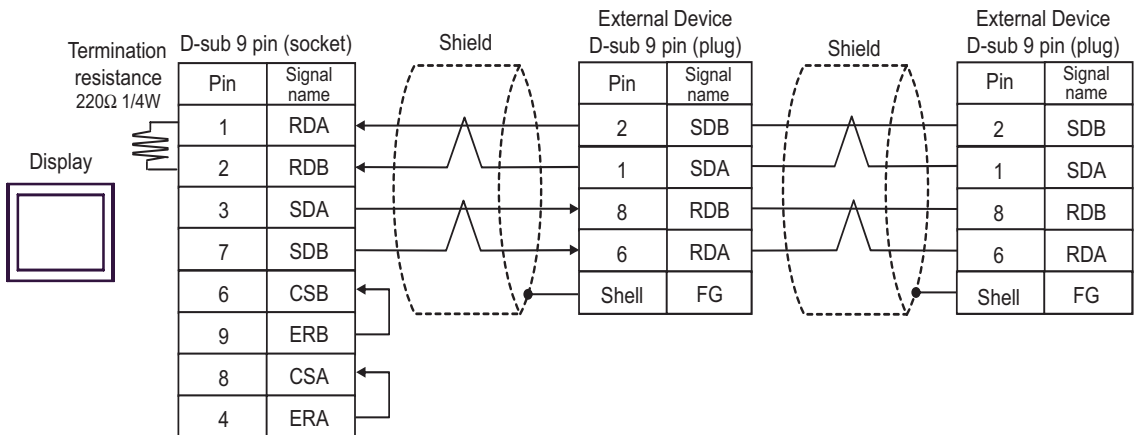 Termination
resistance
220Ω 1/4W
Display
D-sub 9 pin (socket)
Pin Signal name
1 RDA
2 RDB
3 SDA
7 SDB
6 CSB
9 ERB
8 CSA
4 ERA
Shield
External Device
D-sub 9 pin (plug)
Pin Signal name
2 SDB
1 SDA
8 RDB
6 RDA
Shell FG
Shield
External Device
D-sub 9 pin (plug)
Pin Signal name
2 SDB
1 SDA
8 RDB
6 RDA
Shell FG